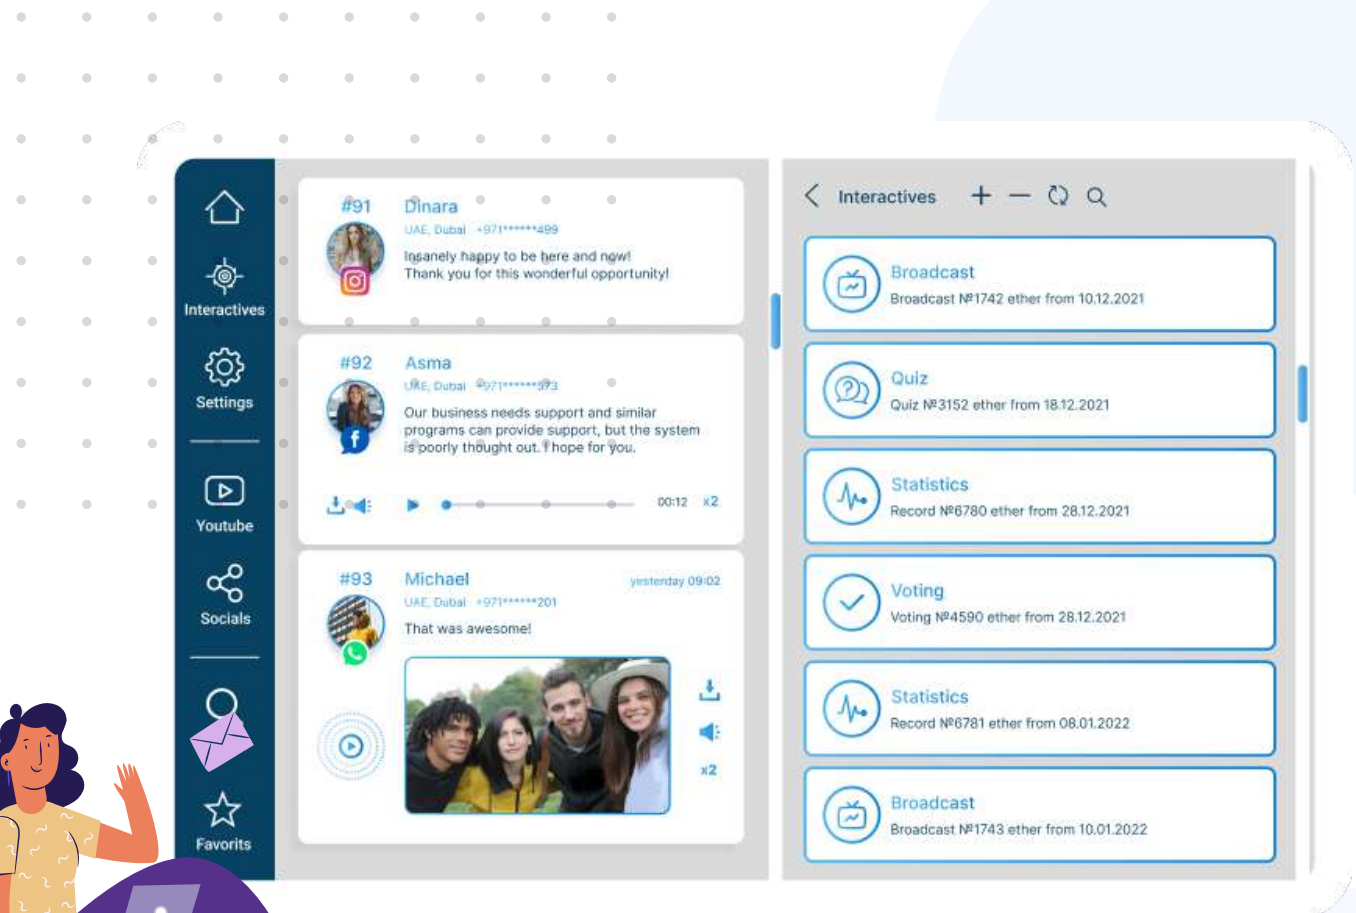 Interactives
Settings
Youtube
Socials
Favorits
#91
Dinara
UAE, Dubai +971******499
Insanely happy to be here and now!
Thank you for this wonderful opportunity!
#92
Asma
UAE, Dubai +971******573
Our business needs support and similar
programs can provide support, but the system
is poorly thought out. I hope for you.
00:12 x2
#93
Michael
yesterday 09:02
UAE, Dubai +971******201
That was awesome!
x2
Interactives
Broadcast
Broadcast №1742 ether from 10.12.2021
Quiz
Quiz №3152 ether from 18.12.2021
Statistics
Record №6780 ether from 28.12.2021
Voting
Voting №4590 ether from 28.12.2021
Statistics
Record №6781 ether from 08.01.2022
Broadcast
Broadcast №1743 ether from 10.01.2022